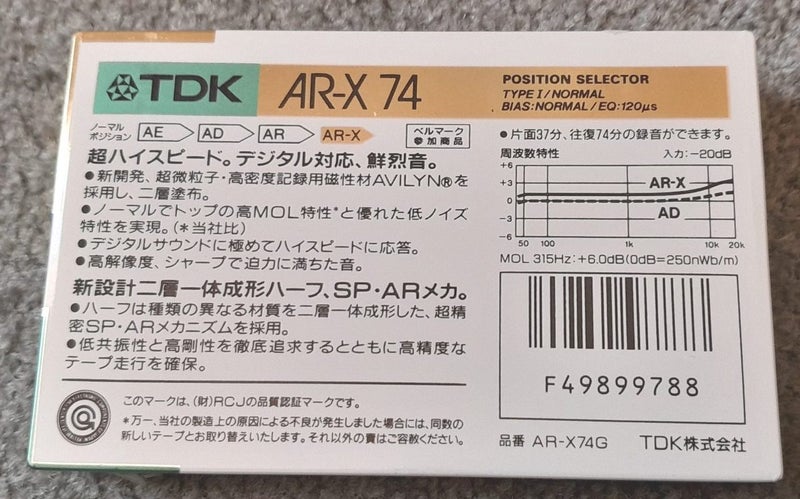 TDK AR-X 74
POSITION SELECTOR
TYPE I/NORMAL
BIAS:NORMAL/EQ:120μs
ノーマル
ポジション
AE AD AR AR-X
ベルマーク
参加商品
超ハイスピード。デジタル対応、鮮烈音。
●新開発、超微粒子・高密度記録用磁性材AVILYN®を
採用し、二層塗布。
●ノーマルでトップの高MOL特性*と優れた低ノイズ
特性を実現。(*当社比)
●デジタルサウンドに極めてハイスピードに応答。
●高解像度、シャープで迫力に満ちた音。
新設計二層一体成形ハーフ、SP・ARメカ。
●ハーフは種類の異なる材質を二層一体成形した、超精
密SP・ARメカニズムを採用。
●低共振性と高剛性を徹底追求するとともに高精度な
テープ走行を確保。
このマークは、(財)RCJの品質認証マークです。
*万一、当社の製造上の原因による不良が発生しました場合には、同数の
新しいテープとお取り替えいたします。それ以外の責はご容赦ください。
●片面37分、往復74分の録音ができます。
周波数特性 入力:-20dB
+6
+3
0
-3
-6
AR-X
AD
50 100 1k 10k 20k
MOL 315Hz:+6.0dB(0dB=250nWb/m)
F49899788
品番 AR-X74G TDK株式会社